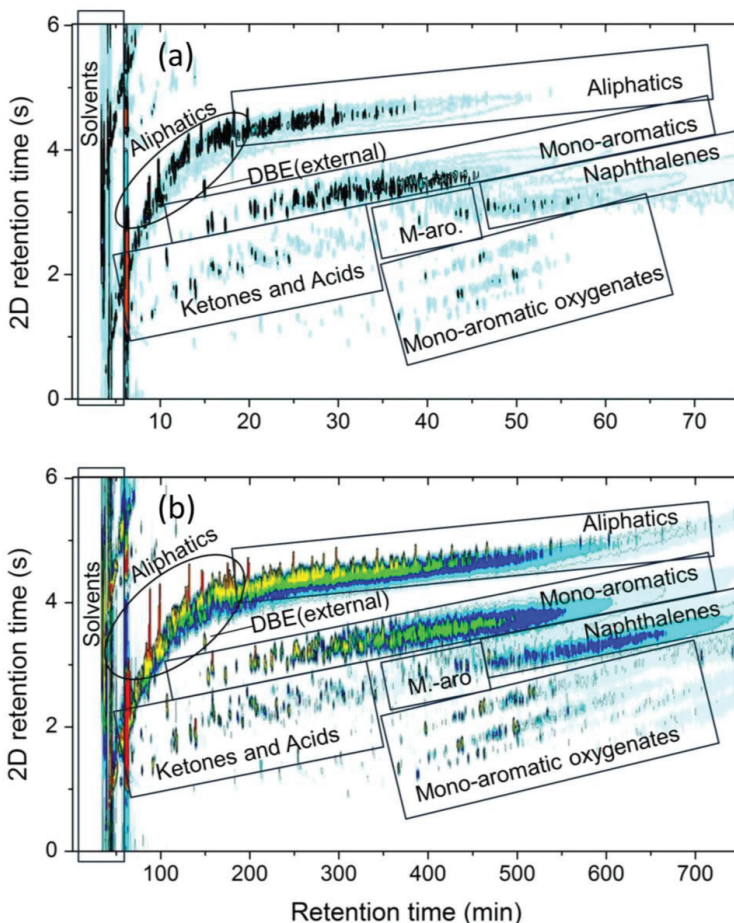 6
(a)
Solvents
Aliphatics
Aliphatics
DBE(external)
Mono-aromatics
4
Naphthalenes
M-aro.
2
Ketones and Acids
Mono-aromatic oxygenates
0
2D retention time (s)
10 20 30 40 50 60 70
6
(b)
Solvents
Aliphatics
Aliphatics
4
DBE(external)
Mono-aromatics
Naphthalenes
M.-aro
2
Ketones and Acids
Mono-aromatic oxygenates
0
2D retention time (s)
100 200 300 400 500 600 700
Retention time (min)